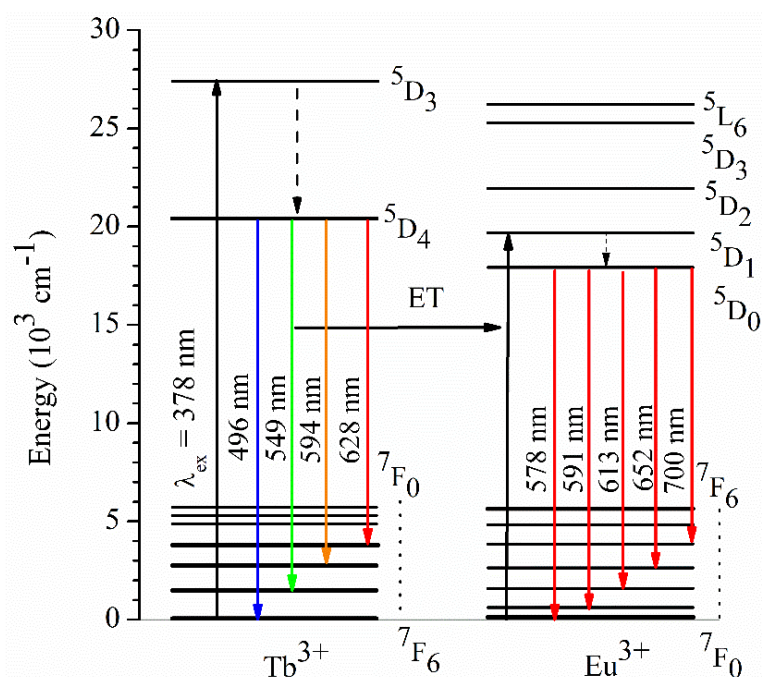 30
25
20
15
10
5
0
Energy (10³ cm⁻¹)
⁵D₃
⁵D₄
λₑₓ = 378 nm
496 nm
549 nm
594 nm
628 nm
⁷F₀
⁷F₆
Tb³⁺
ET
⁵L₆
⁵D₃
⁵D₂
⁵D₁
⁵D₀
578 nm
591 nm
613 nm
652 nm
700 nm
⁷F₆
⁷F₀
Eu³⁺